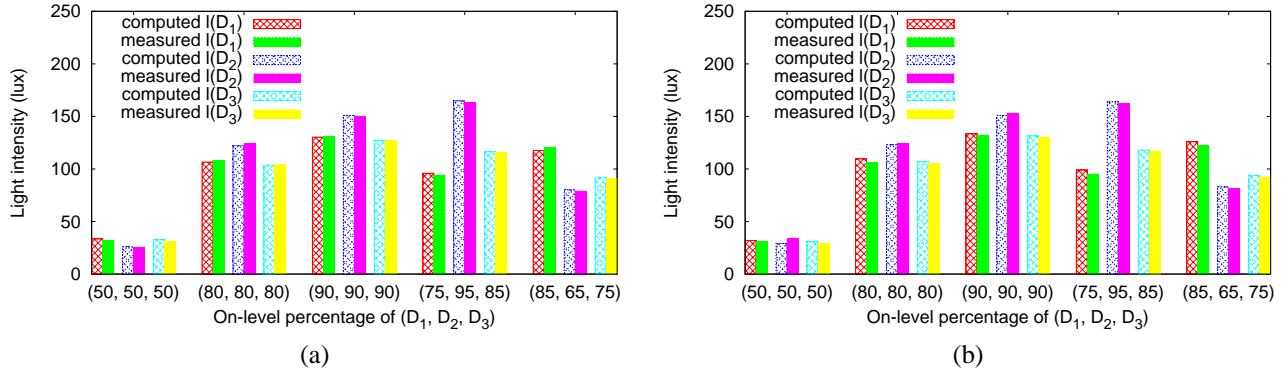 computed I(D1)
measured I(D1)
computed I(D2)
measured I(D2)
computed I(D3)
measured I(D3)
250
200
150
100
50
0
Light intensity (lux)
(50, 50, 50) (80, 80, 80) (90, 90, 90) (75, 95, 85) (85, 65, 75)
On-level percentage of (D1, D2, D3)
(a)
computed I(D1)
measured I(D1)
computed I(D2)
measured I(D2)
computed I(D3)
measured I(D3)
250
200
150
100
50
0
Light intensity (lux)
(50, 50, 50) (80, 80, 80) (90, 90, 90) (75, 95, 85) (85, 65, 75)
On-level percentage of (D1, D2, D3)
(b)